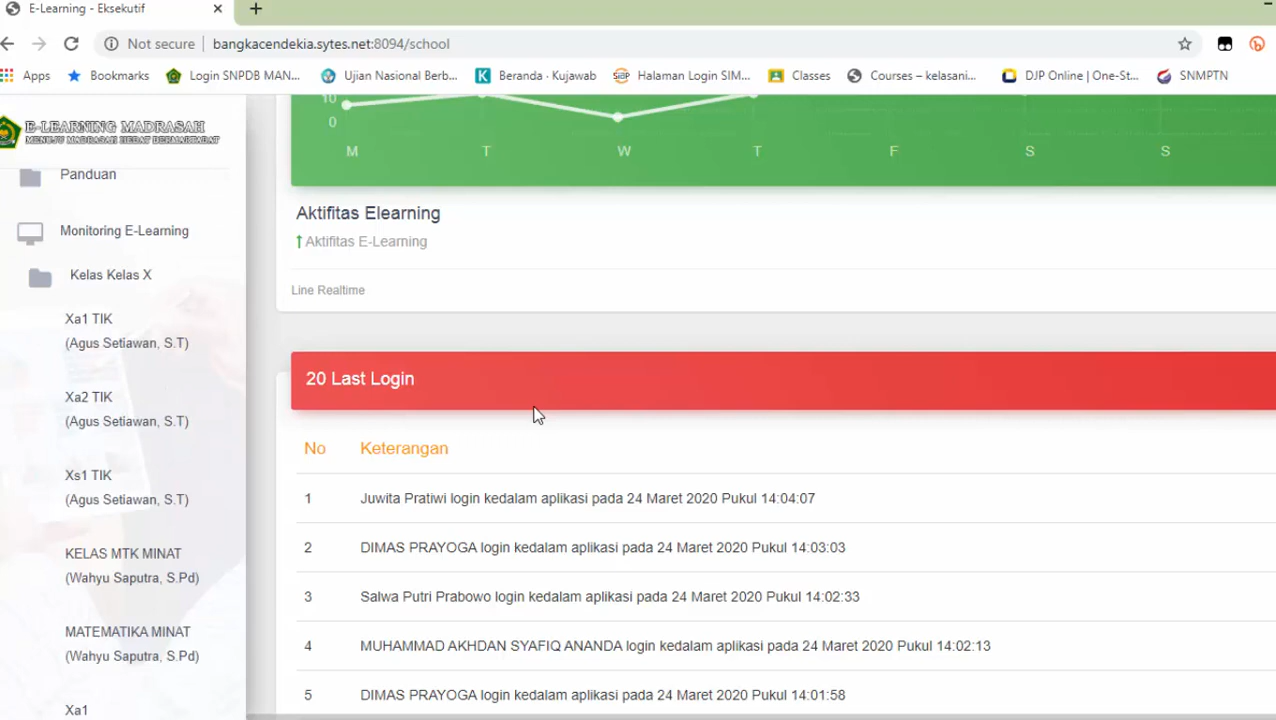 E-Learning - Eksekutif
Not secure
bangkacendekia.sytes.net:8094/school
Apps
Bookmarks
Login SNPDB MAN...
Ujian Nasional Berb...
Beranda · Kujawab
Halaman Login SIM...
Classes
Courses – kelasani...
DJP Online | One-St...
SNMPTN
E-LEARNING MADRASAH
MENUJU MADRASAH HEBAT BERMARTABAT
Panduan
Monitoring E-Learning
Kelas Kelas X
Xa1 TIK
(Agus Setiawan, S.T)
Xa2 TIK
(Agus Setiawan, S.T)
Xs1 TIK
(Agus Setiawan, S.T)
KELAS MTK MINAT
(Wahyu Saputra, S.Pd)
MATEMATIKA MINAT
(Wahyu Saputra, S.Pd)
Xa1
10
0
M T W T F S S
Aktifitas Elearning
Aktifitas E-Learning
Line Realtime
20 Last Login
No Keterangan
1 Juwita Pratiwi login kedalam aplikasi pada 24 Maret 2020 Pukul 14:04:07
2 DIMAS PRAYOGA login kedalam aplikasi pada 24 Maret 2020 Pukul 14:03:03
3 Salwa Putri Prabowo login kedalam aplikasi pada 24 Maret 2020 Pukul 14:02:33
4 MUHAMMAD AKHDAN SYAFIQ ANANDA login kedalam aplikasi pada 24 Maret 2020 Pukul 14:02:13
5 DIMAS PRAYOGA login kedalam aplikasi pada 24 Maret 2020 Pukul 14:01:58